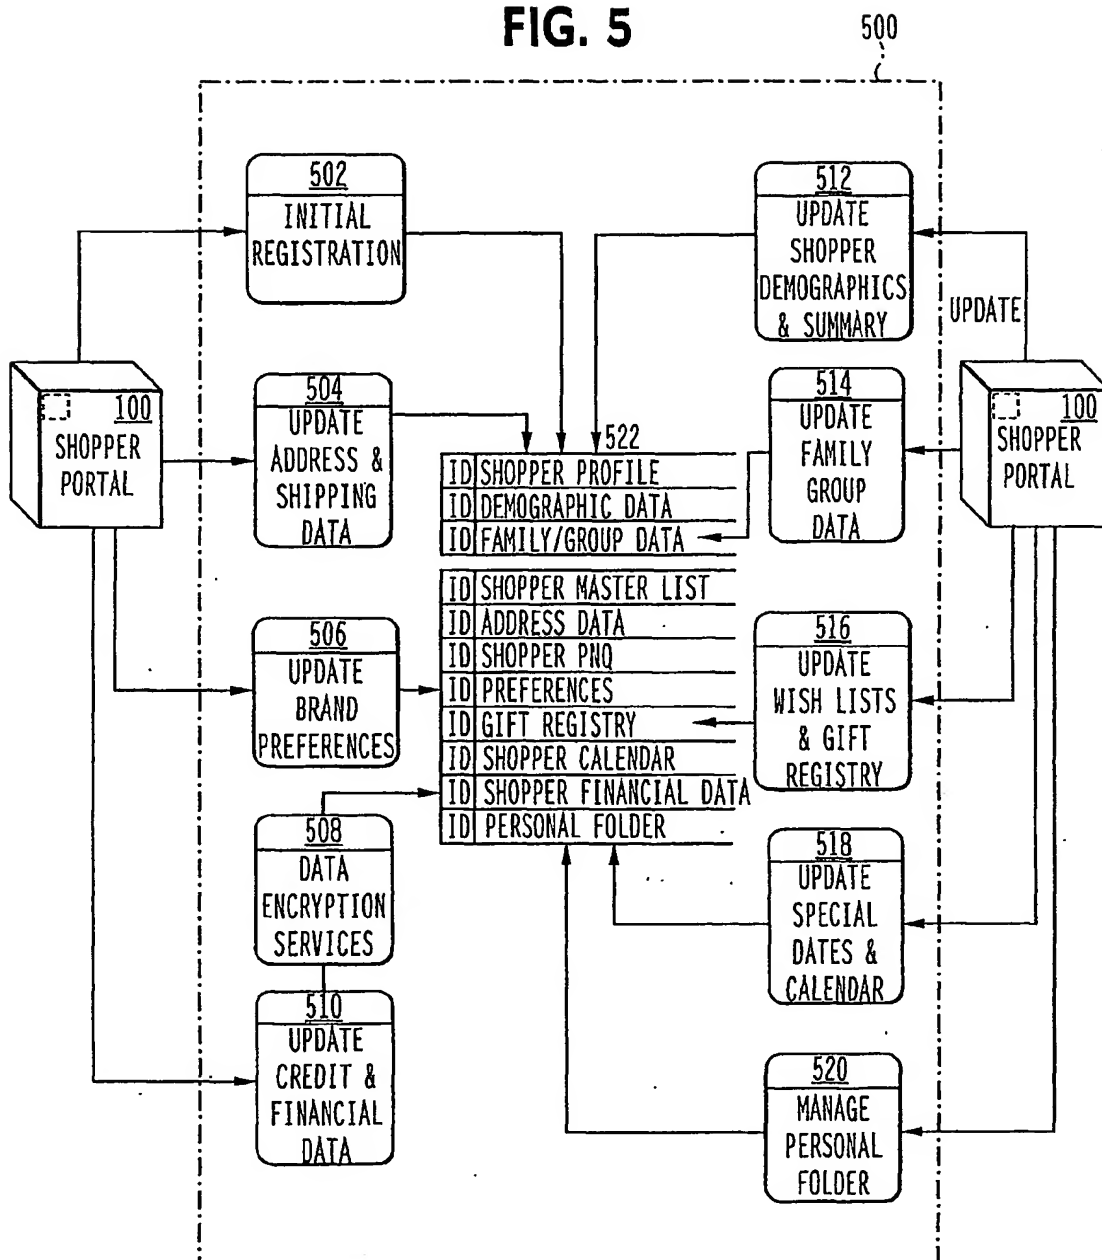 FIG. 5
500
502
INITIAL
REGISTRATION
512
UPDATE
SHOPPER
DEMOGRAPHICS
& SUMMARY
UPDATE
100
SHOPPER
PORTAL
504
UPDATE
ADDRESS &
SHIPPING
DATA
514
UPDATE
FAMILY
GROUP
DATA
100
SHOPPER
PORTAL
522
ID SHOPPER PROFILE
ID DEMOGRAPHIC DATA
ID FAMILY/GROUP DATA
ID SHOPPER MASTER LIST
ID ADDRESS DATA
ID SHOPPER PNQ
ID PREFERENCES
ID GIFT REGISTRY
ID SHOPPER CALENDAR
ID SHOPPER FINANCIAL DATA
ID PERSONAL FOLDER
506
UPDATE
BRAND
PREFERENCES
516
UPDATE
WISH LISTS
& GIFT
REGISTRY
508
DATA
ENCRYPTION
SERVICES
518
UPDATE
SPECIAL
DATES &
CALENDAR
510
UPDATE
CREDIT &
FINANCIAL
DATA
520
MANAGE
PERSONAL
FOLDER